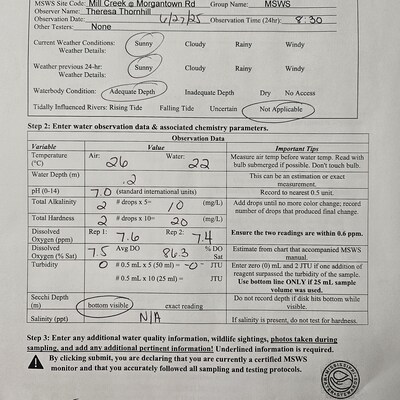 MSWS Site Code: Mill Creek @ Morgantown Rd Group Name: MSWS
Observer Name: Theresa Thornhill
Observation Date: 6/27/25 Observation Time (24hr): 8:30
Other Testers: None
Current Weather Conditions: Sunny Cloudy Rainy Windy
Weather Details:
Weather previous 24-hr: Sunny Cloudy Rainy Windy
Weather Details:
Waterbody Condition: Adequate Depth Inadequate Depth Dry No Access
Tidally Influenced Rivers: Rising Tide Falling Tide Uncertain Not Applicable
Step 2: Enter water observation data & associated chemistry parameters.
Observation Data
Variable Value Important Tips
Temperature (°C) Air: 26 Water: 22 Measure air temp before water temp. Read with bulb submerged if possible. Don't touch bulb.
Water Depth (m) .2 This can be an estimation or exact measurement.
pH (0-14) 7.0 (standard international units) Record to nearest 0.5 unit.
Total Alkalinity 2 # drops x 5= 10 (mg/L) Add drops until no more color change; record number of drops that produced final change.
Total Hardness 2 # drops x 10= 20 (mg/L)
Dissolved Oxygen (ppm) Rep 1: 7.6 Rep 2: 7.4 Ensure the two readings are within 0.6 ppm.
Dissolved Oxygen (% Sat) 7.5 Avg DO 86.3 % DO Sat Estimate from chart that accompanied MSWS manual.
Turbidity 0 # 0.5 mL x 5 (50 ml) = -0- JTU Enter zero (0) mL and 2 JTU if one addition of reagent surpassed the turbidity of the sample.
# 0.5 mL x 10 (25 ml) = JTU Use bottom line ONLY if 25 mL sample volume was used.
Secchi Depth (m) bottom visible exact reading Do not record depth if dick hits bottom while visible.
Salinity (ppt) N/A If salinity is present, do not test for hardness.
Step 3: Enter any additional water quality information, wildlife sightings, photos taken during
sampling, and add any additional pertinent information! Underlined information is required.
By clicking submit, you are declaring that you are currently a certified MSWS
monitor and that you accurately followed all sampling and testing protocols.